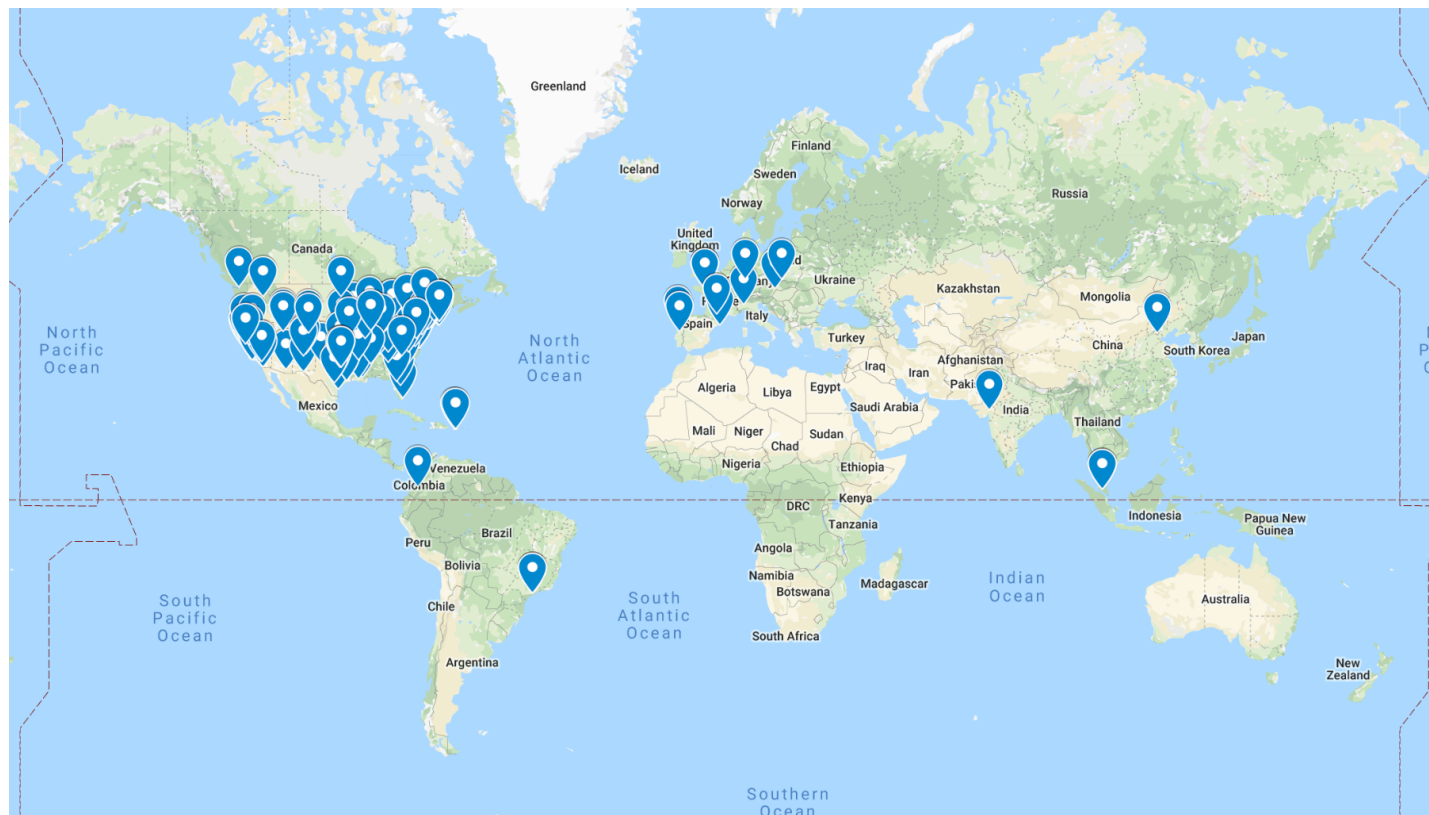 Greenland
Iceland
Finland
Sweden
Norway
Russia
Canada
United
Kingdom
Ukraine
Kazakhstan
Mongolia
Italy
Spain
Turkey
Japan
South Korea
China
North
Pacific
Ocean
North
Atlantic
Ocean
Afghanistan
Iraq
Iran
Algeria
Libya
Egypt
India
Mexico
Saudi Arabia
Mali
Niger
Sudan
Chad
Thailand
Nigeria
Ethiopia
Venezuela
Colombia
Kenya
DRC
Indonesia
Papua New
Guinea
Tanzania
Brazil
Peru
Angola
Bolivia
Namibia
Botswana
Madagascar
Indian
Ocean
Australia
South
Pacific
Ocean
South
Atlantic
Ocean
Chile
South Africa
Argentina
New
Zealand
Southern
Ocean